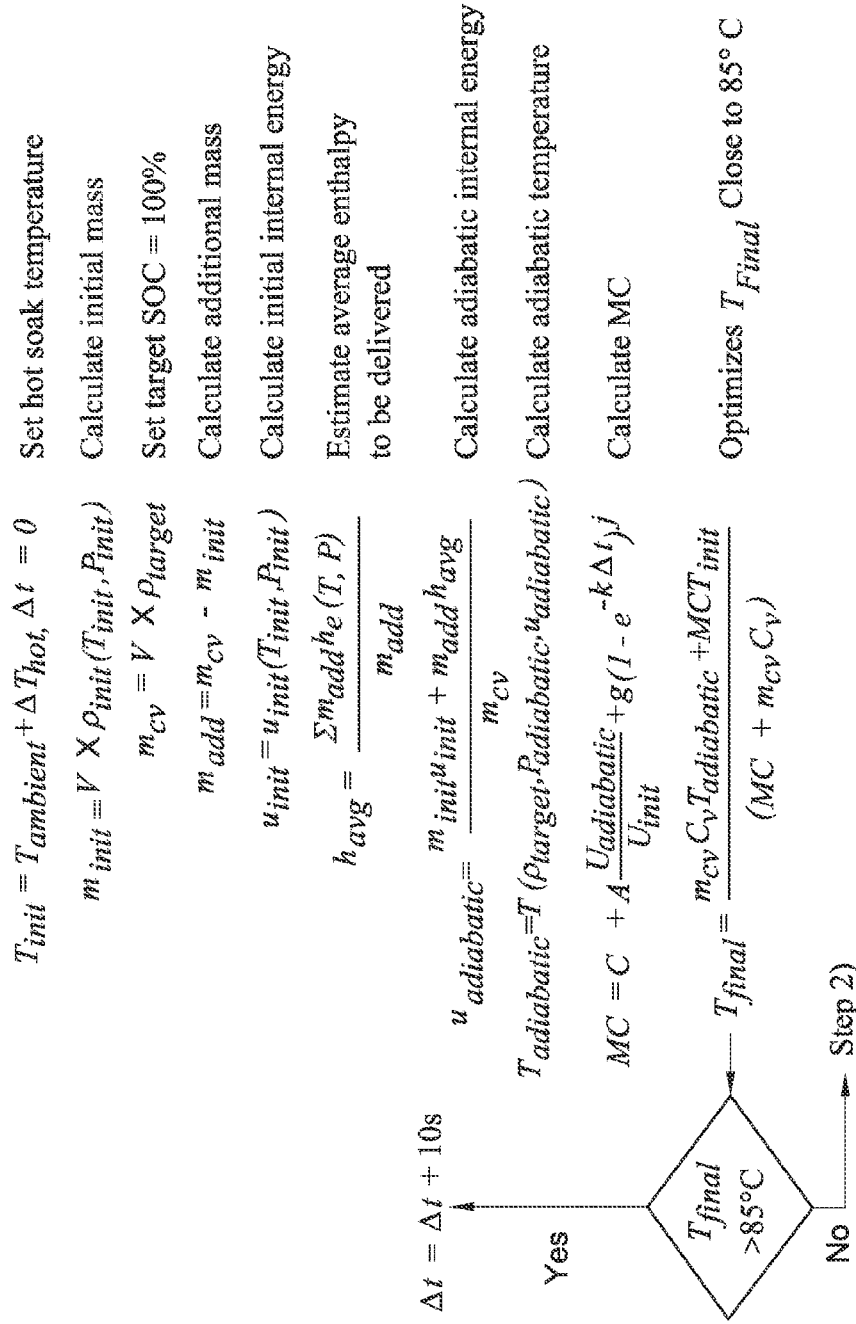 T_init = T_ambient + ΔT_hot, Δt = 0 Set hot soak temperature
m_init = V X ρ_init (T_init, P_init) Calculate initial mass
m_cv = V X ρ_target Set target SOC = 100%
m_add = m_cv - m_init Calculate additional mass
u_init = u_init (T_init, P_init) Calculate initial internal energy
h_avg = Σm_add h_e (T, P) / m_add Estimate average enthalpy
to be delivered
u_adiabatic = m_init u_init + m_add h_avg / m_cv Calculate adiabatic internal energy
T_adiabatic = T (ρ_target, P_adiabatic, u_adiabatic) Calculate adiabatic temperature
MC = C + A U_adiabatic / U_init + g(1 - e^-k Δt)^j Calculate MC
T_final = m_cv C_v T_adiabatic + MCT_init / (MC + m_cv C_v) Optimizes T_Final Close to 85° C
Δt = Δt + 10s
Yes
T_final
>85°C
No
Step 2)